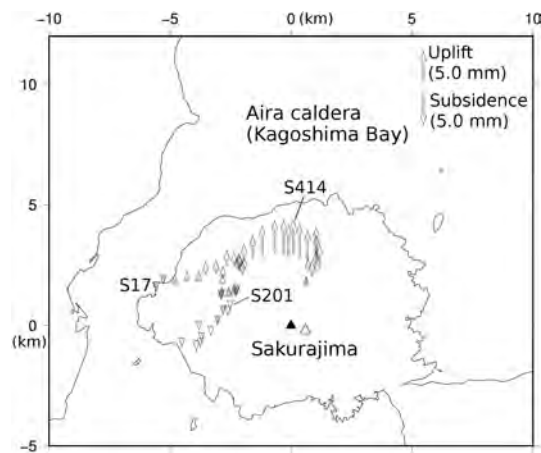 −10 −5 0 (km) 5 10
Uplift
(5.0 mm)
Subsidence
(5.0 mm)
10
Aira caldera
(Kagoshima Bay)
S414
5
S17
S201
0
(km)
Sakurajima
−5